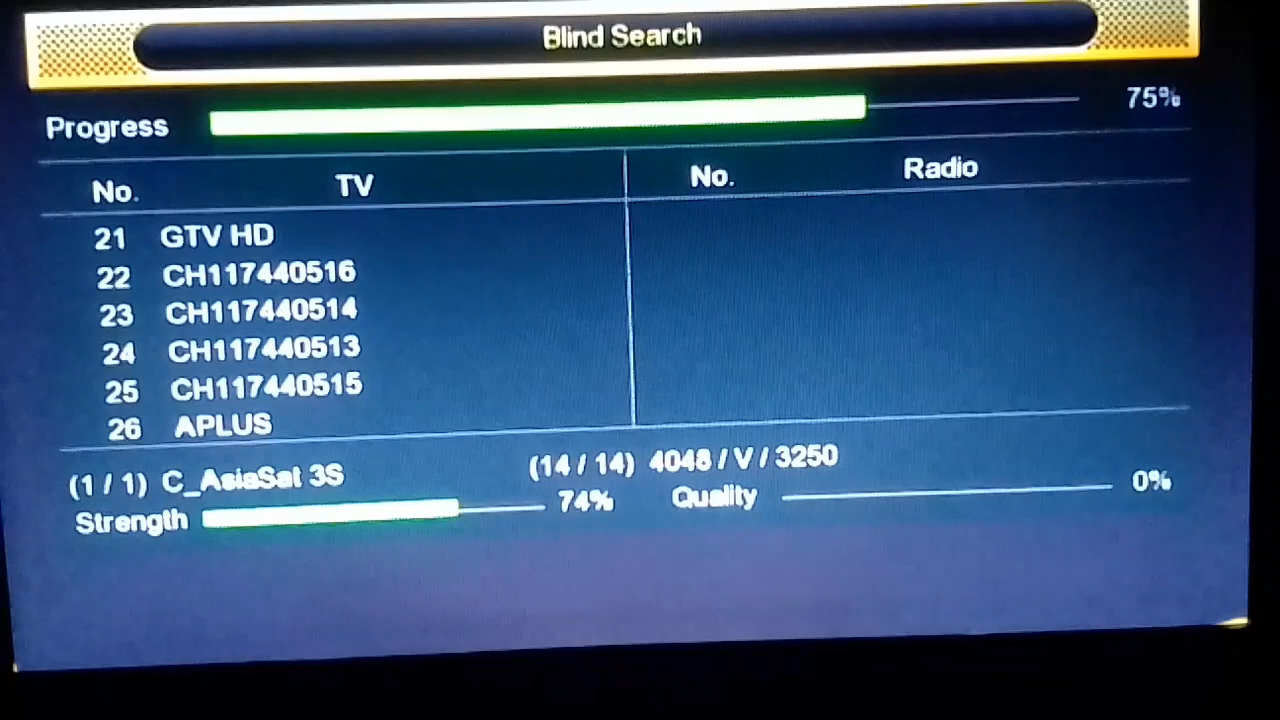 Blind Search
Progress 75%
No. TV No. Radio
21 GTV HD
22 CH117440516
23 CH117440514
24 CH117440513
25 CH117440515
26 APLUS
(1 / 1) C_AsiaSat 3S (14 / 14) 4048 / V / 3250
Strength 74% Quality 0%